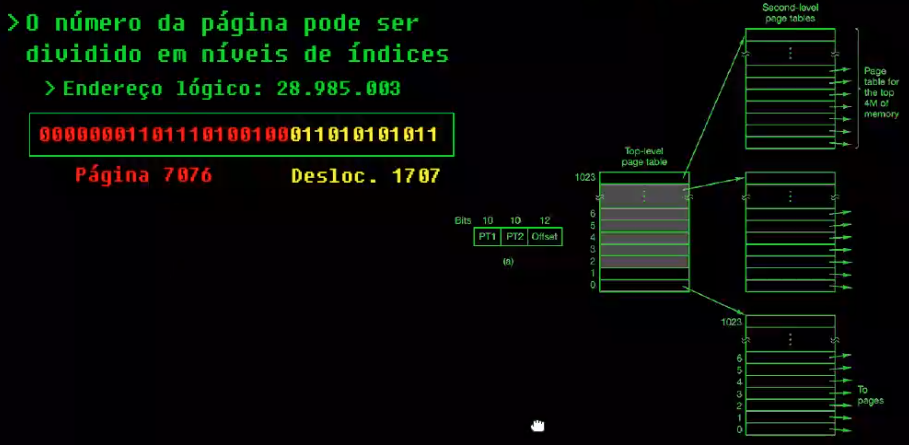 >O número da página pode ser
dividido em níveis de índices
> Endereço lógico: 28.985.003
00000001101110100100011010101011
Página 7076
Desloc. 1707
Bits 10 10 12
PT1 PT2 Offset
(a)
Top-level
page table
1023
6
5
4
3
2
1
0
Second-level
page tables
Page
table for
the top
4M of
memory
1023
6
5
4
3
2
1
0
To
pages